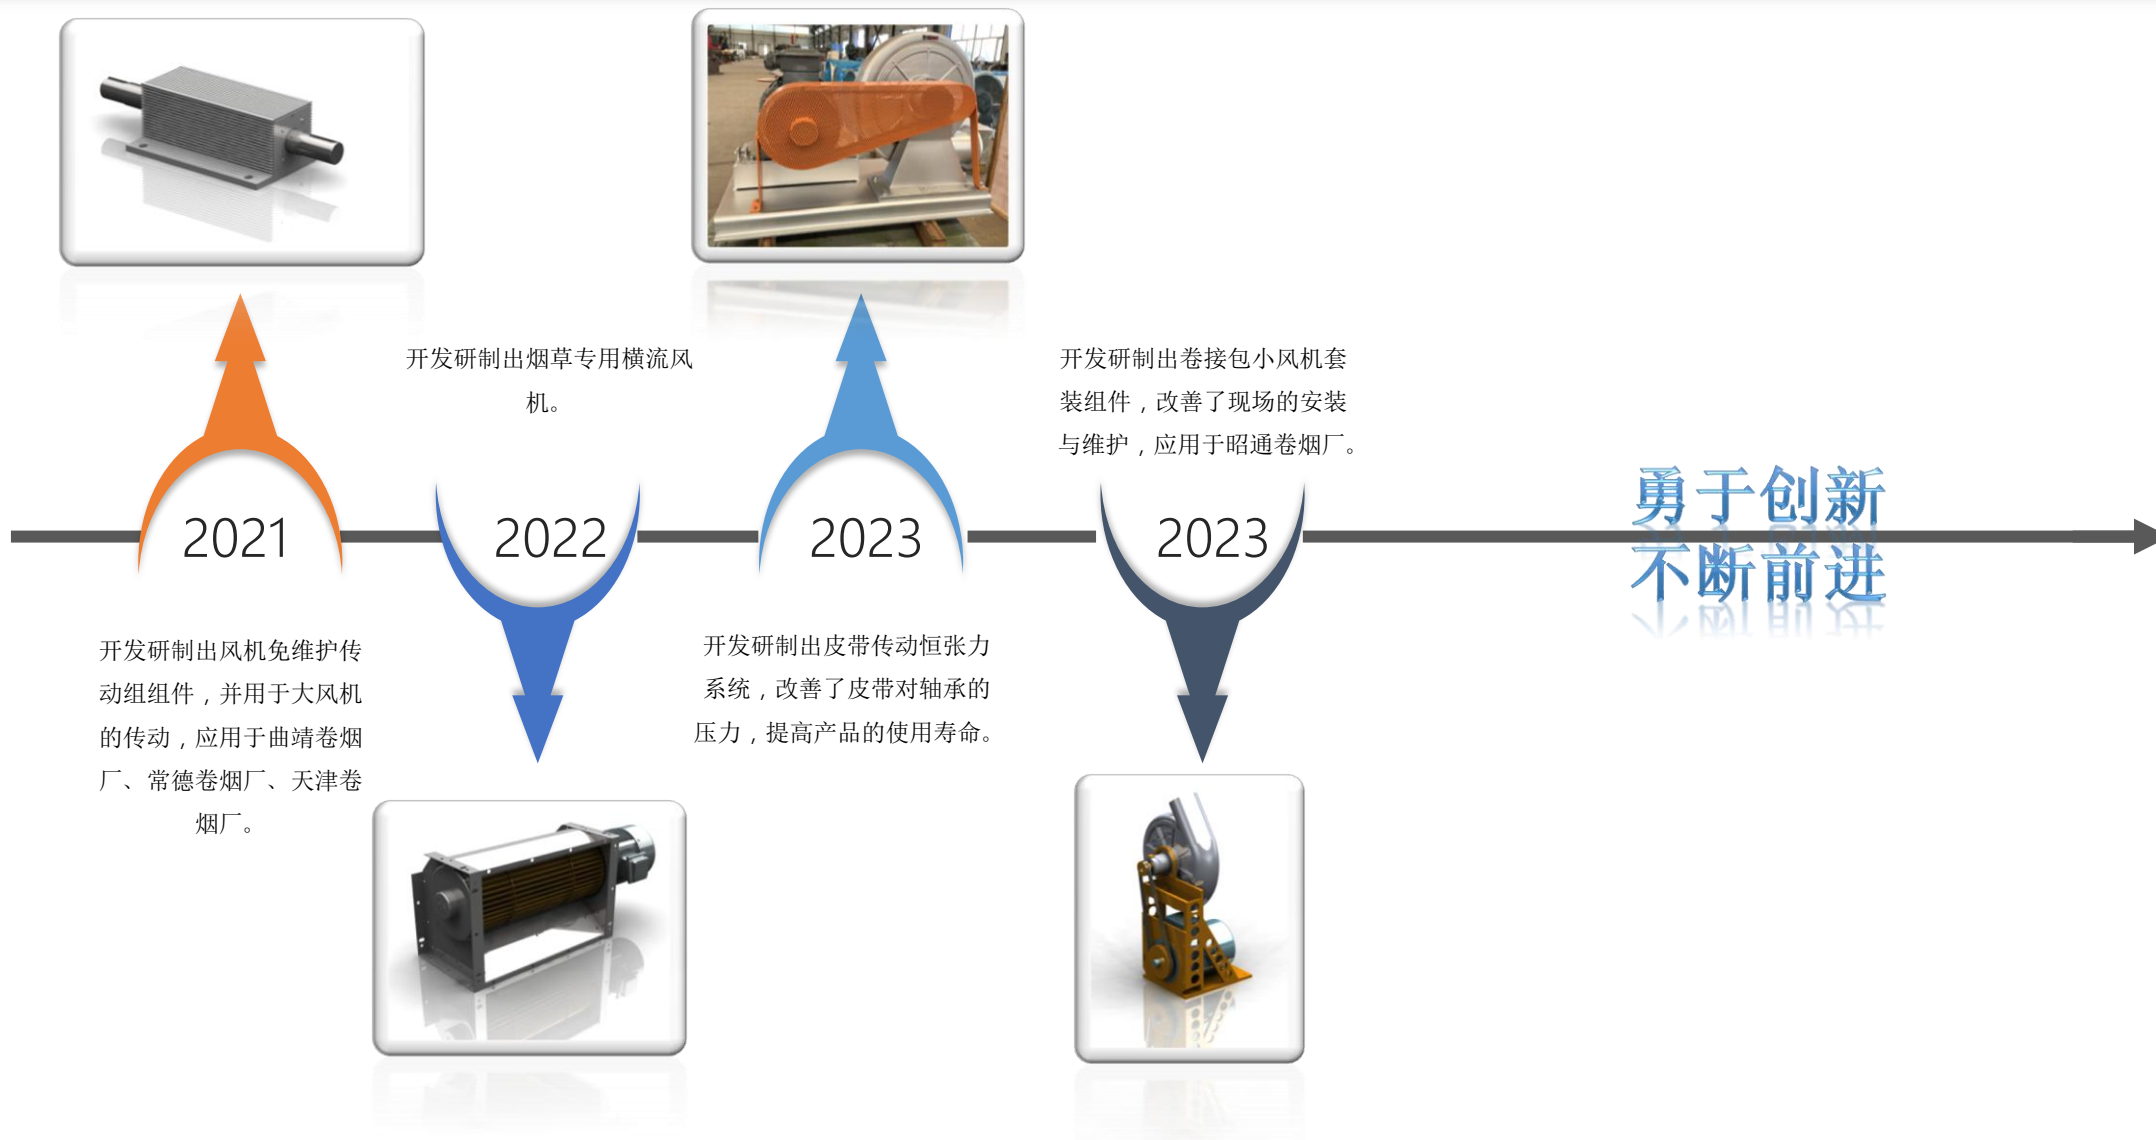 开发研制出烟草专用横流风
机。
开发研制出卷接包小风机套
装组件，改善了现场的安装
与维护，应用于昭通卷烟厂。
2021
2022
2023
2023
勇于创新
不断前进
开发研制出风机免维护传
动组组件，并用于大风机
的传动，应用于曲靖卷烟
厂、常德卷烟厂、天津卷
烟厂。
开发研制出皮带传动恒张力
系统，改善了皮带对轴承的
压力，提高产品的使用寿命。